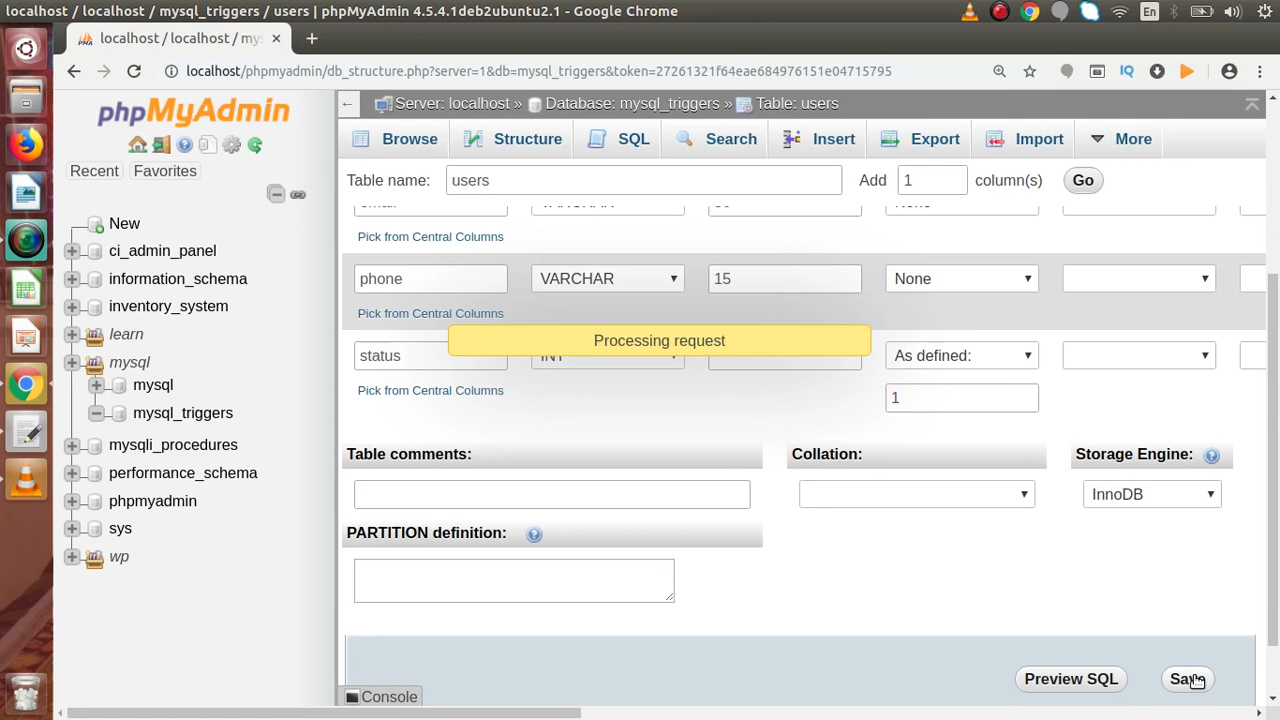 localhost / localhost / mysql_triggers / users | phpMyAdmin 4.5.4.1deb2ubuntu2.1 - Google Chrome
En
localhost / localhost / my
localhost/phpmyadmin/db_structure.php?server=1&db=mysql_triggers&token=27261321f64eae684976151e04715795
IQ
phpMyAdmin
Recent Favorites
New
ci_admin_panel
information_schema
inventory_system
learn
mysql
mysql
mysql_triggers
mysqli_procedures
performance_schema
phpmyadmin
sys
wp
Server: localhost » Database: mysql_triggers » Table: users
Browse Structure SQL Search Insert Export Import More
Table name: users Add 1 column(s) Go
Pick from Central Columns
phone VARCHAR 15 None
Pick from Central Columns
Processing request
status INT As defined:
Pick from Central Columns
1
Table comments: Collation: Storage Engine:
InnoDB
PARTITION definition:
Preview SQL Save
Console